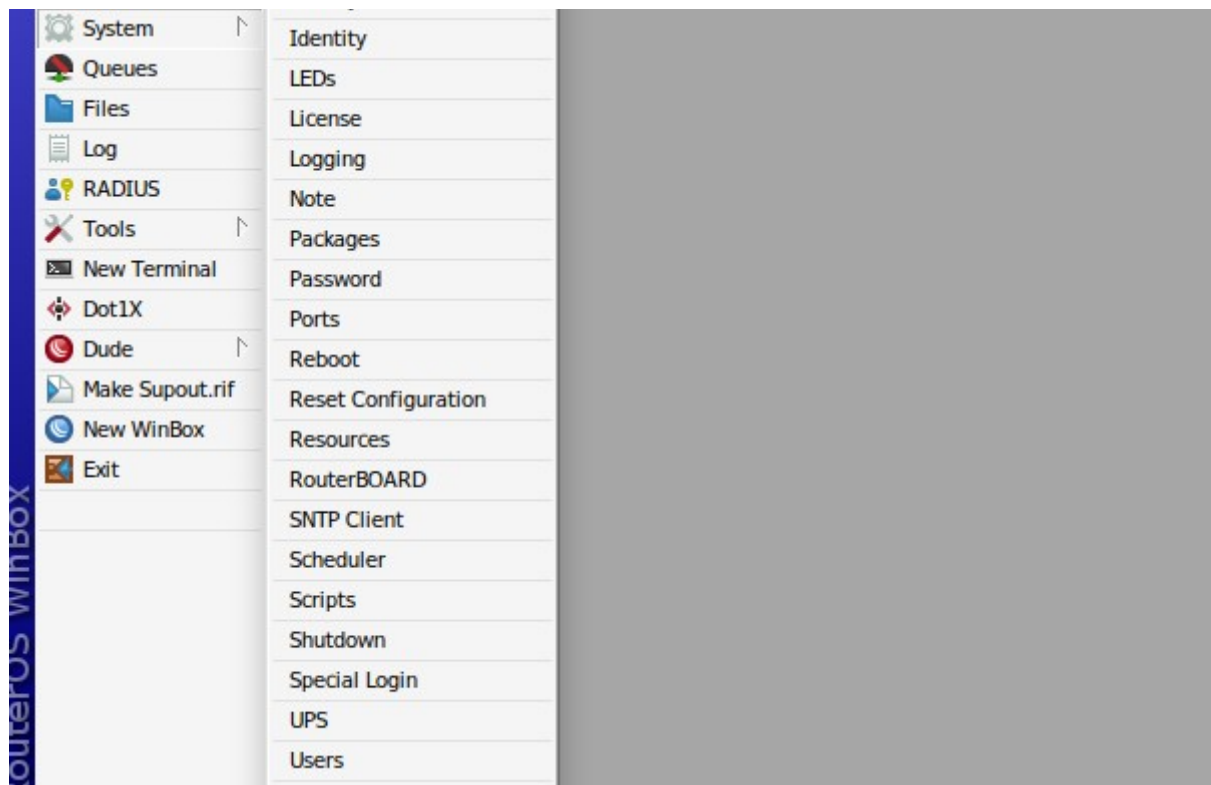 System
Queues
Files
Log
RADIUS
Tools
New Terminal
Dot1X
Dude
Make Supout.rif
New WinBox
Exit
Identity
LEDs
License
Logging
Note
Packages
Password
Ports
Reboot
Reset Configuration
Resources
RouterBOARD
SNTP Client
Scheduler
Scripts
Shutdown
Special Login
UPS
Users
RouterOS WinBox